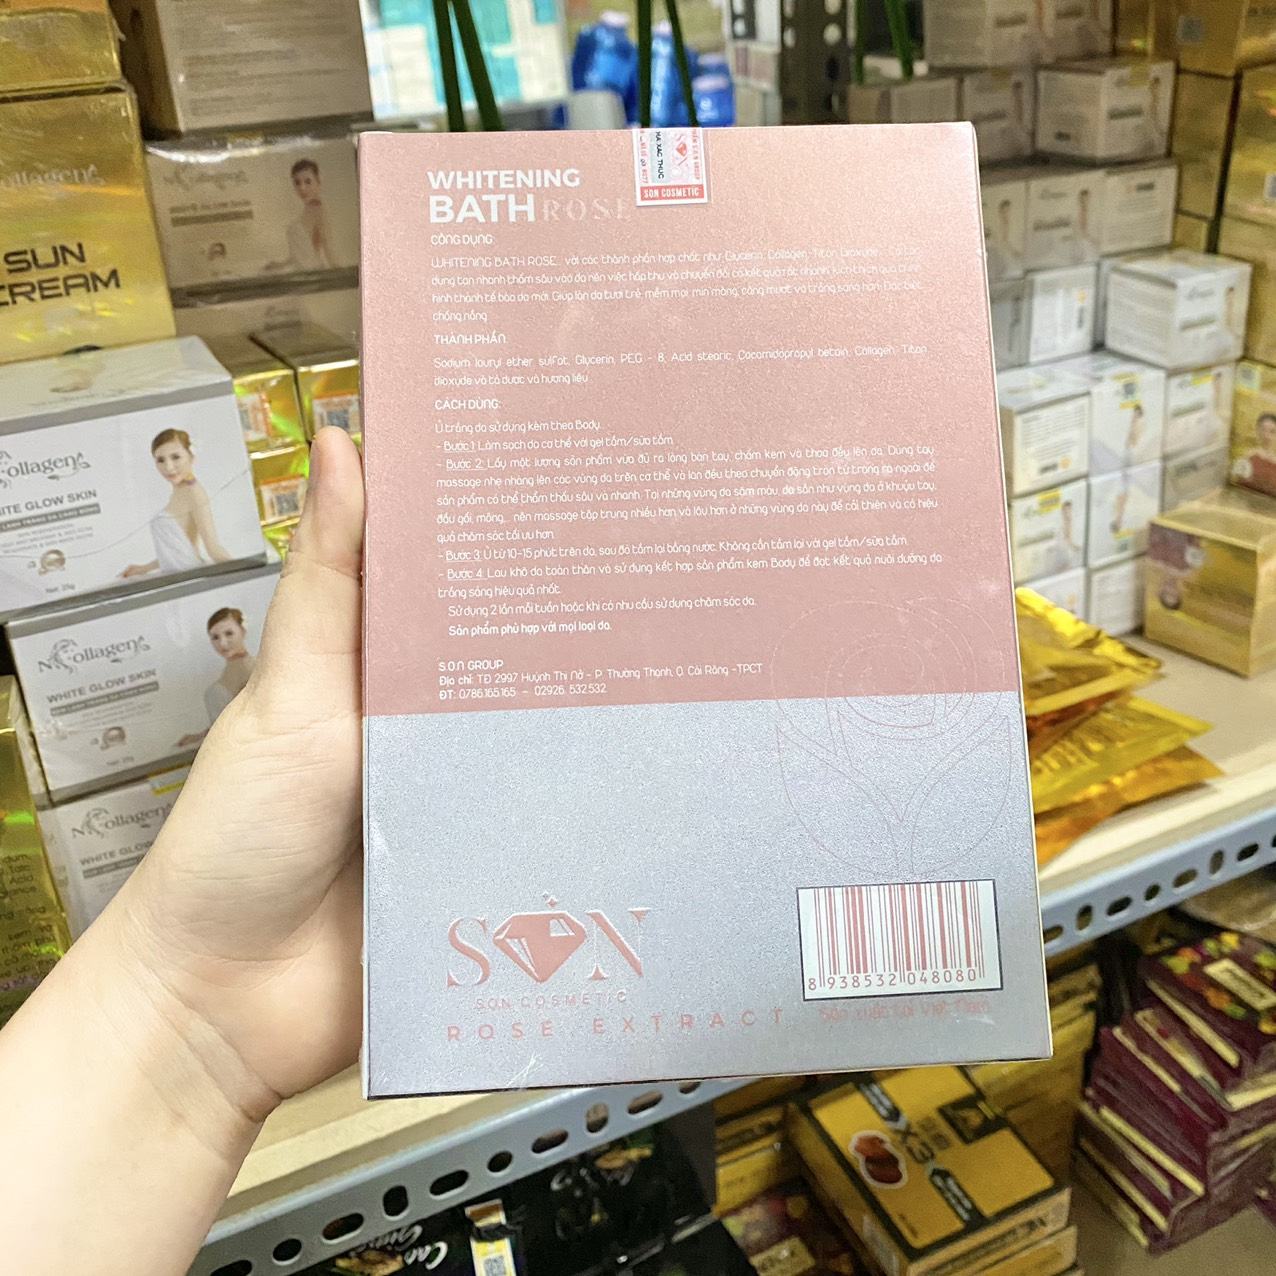 WHITENING
BATH ROSE
CÔNG DỤNG:
WHITENING BATH ROSE, với các thành phần hợp chất như Glycerin, Collagen, Titan Dioxyde,
dụng tan nhanh thấm sâu vào da nên việc hấp thu và chuyển đổi có kết quả rất nhanh, kích thích quá trình
hình thành tế bào da mới. Giúp làn da tươi trẻ, mềm mại, mịn màng, căng mướt và trắng sáng hơn. Đặc biệt,
chống nắng
THÀNH PHẦN:
Sodium lauryl ether sulfat, Glycerin, PEG - 8, Acid stearic, Cocamidopropyl betain, Collagen, Titan
dioxyde và tá dược và hương liệu
CÁCH DÙNG:
Ủ trắng da sử dụng kèm theo Body.
- Bước 1: Làm sạch da cơ thể với gel tắm/sữa tắm.
- Bước 2: Lấy một lượng sản phẩm vừa đủ ra lòng bàn tay, chấm kem và thoa đều lên da. Dùng tay
massage nhẹ nhàng lên các vùng da trên cơ thể và lan đều theo chuyển động tròn từ trong ra ngoài để
sản phẩm có thể thẩm thấu sâu và nhanh. Tại những vùng da sậm màu, da sần như vùng da ở khuỷu tay,
đầu gối, mông,.. nên massage tập trung nhiều hơn và lâu hơn ở những vùng da này để cải thiện và có hiệu
quả chăm sóc tối ưu hơn.
- Bước 3: Ủ từ 10-15 phút trên da, sau đó tắm lại bằng nước. Không cần tắm lại với gel tắm/sữa tắm.
- Bước 4: Lau khô da toàn thân và sử dụng kết hợp sản phẩm kem Body để đạt kết quả nuôi dưỡng da
trắng sáng hiệu quả nhất.
Sử dụng 2 lần mỗi tuần hoặc khi có nhu cầu sử dụng chăm sóc da.
Sản phẩm phù hợp với mọi loại da.
S.O.N GROUP
Địa chỉ: TĐ 2997 Huỳnh Thị Nở - P. Thường Thạnh, Q. Cái Răng -TPCT
ĐT: 0786165165 - 02926. 532.532
SON
SON COSMETIC
ROSE EXTRACT
8 938532 048080
Sản xuất tại Việt Nam
SON COSMETIC
SUN
CREAM
Collagen
WHITE GLOW SKIN
N Collagen
WHITE GLOW SKIN
N Collagen
WHITE GLOW SKIN
X3